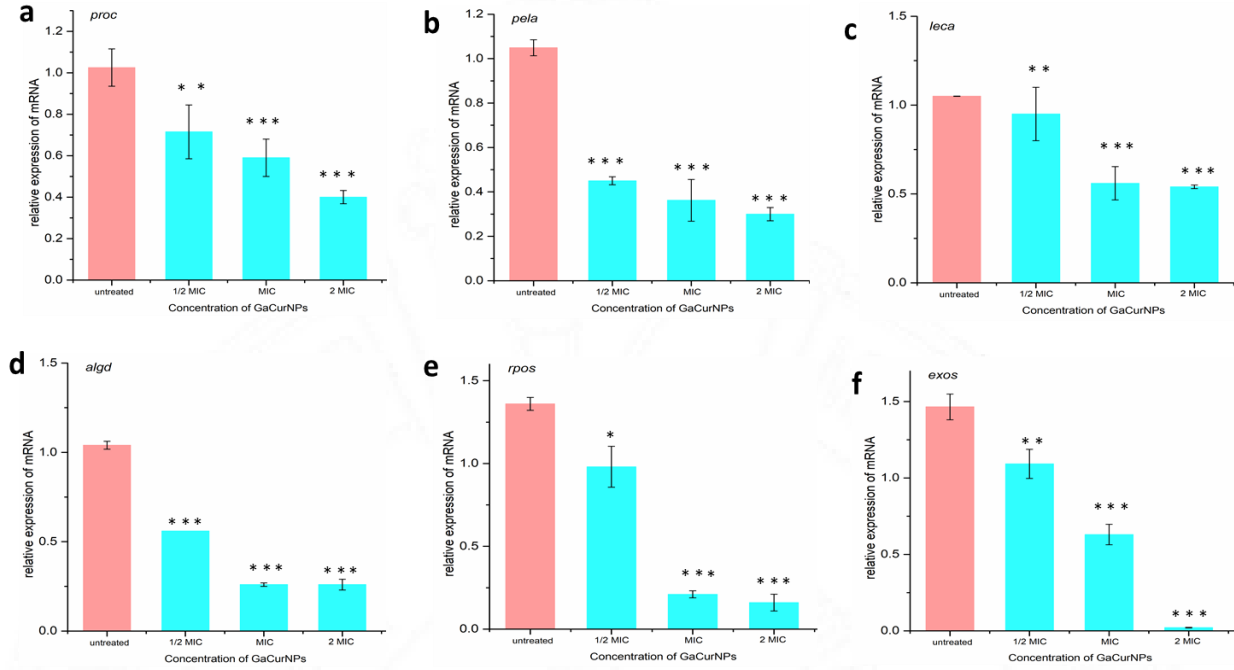 a
proc
1.2
1.0
0.8
0.6
0.4
0.2
0.0
relative expression of mRNA
* *
* * *
* * *
untreated 1/2 MIC MIC 2 MIC
Concentration of GaCurNPs
b
pela
1.2
1.0
0.8
0.6
0.4
0.2
0.0
relative expression of mRNA
* * *
* * *
* * *
untreated 1/2 MIC MIC 2 MIC
Concentration of GaCurNPs
c
leca
1.5
1.0
0.5
0.0
relative expression of mRNA
* *
* * *
* * *
untreated 1/2 MIC MIC 2 MIC
Concentration of GaCurNPs
d
algd
1.5
1.0
0.5
0.0
relative expression of mRNA
* * *
* * *
* * *
untreated 1/2 MIC MIC 2 MIC
Concentration of GaCurNPs
e
rpos
1.5
1.0
0.5
0.0
relative expression of mRNA
*
* * *
* * *
untreated 1/2 MIC MIC 2 MIC
Concentration of GaCurNPs
f
exos
1.5
1.0
0.5
0.0
relative expression of mRNA
* *
* * *
* * *
untreated 1/2 MIC MIC 2 MIC
Concentration of GaCurNPs